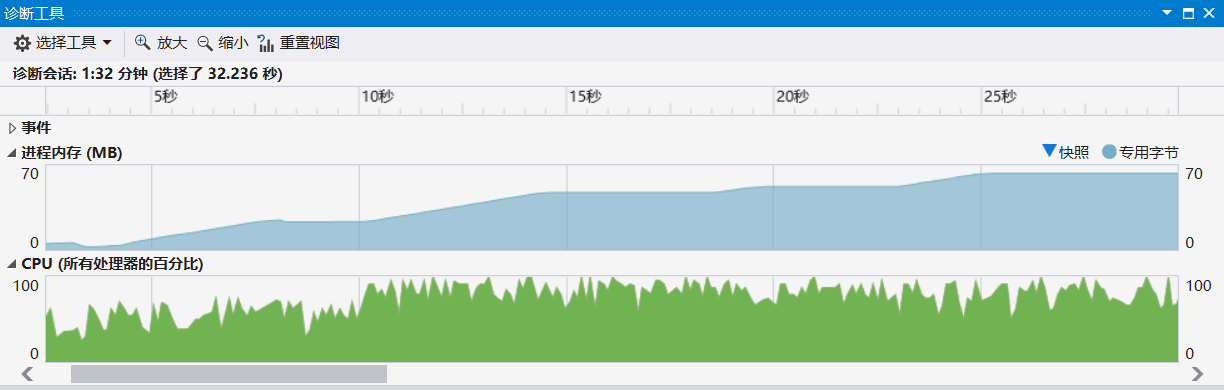 诊断工具
选择工具 放大 缩小 重置视图
诊断会话: 1:32 分钟 (选择了 32.236 秒)
5秒 10秒 15秒 20秒 25秒
事件
进程内存 (MB) 快照 专用字节
70 70
0 0
CPU (所有处理器的百分比)
100 100
0 0